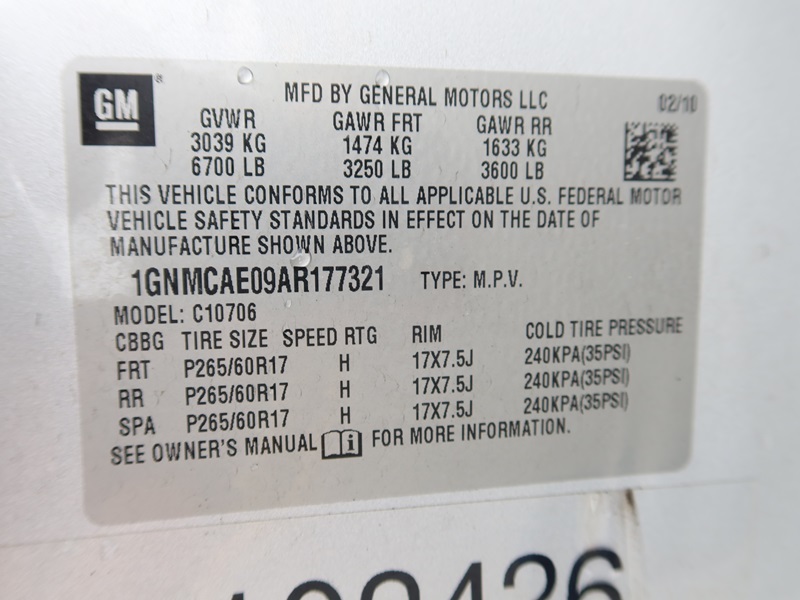 GM ® MFD BY GENERAL MOTORS LLC 02/10
GVWR GAWR FRT GAWR RR
3039 KG 1474 KG 1633 KG
6700 LB 3250 LB 3600 LB
THIS VEHICLE CONFORMS TO ALL APPLICABLE U.S. FEDERAL MOTOR
VEHICLE SAFETY STANDARDS IN EFFECT ON THE DATE OF
MANUFACTURE SHOWN ABOVE.
1GNMCAE09AR177321 TYPE: M.P.V.
MODEL: C10706
CBBG TIRE SIZE SPEED RTG RIM COLD TIRE PRESSURE
FRT P265/60R17 H 17X7.5J 240KPA(35PSI)
RR P265/60R17 H 17X7.5J 240KPA(35PSI)
SPA P265/60R17 H 17X7.5J 240KPA(35PSI)
SEE OWNER'S MANUAL FOR MORE INFORMATION.